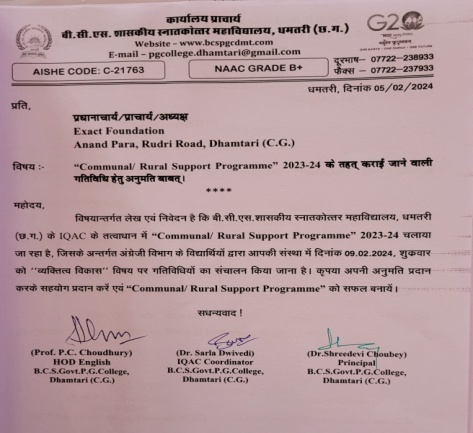 कार्यालय प्राचार्य
बी.सी.एस. शासकीय स्नातकोत्तर महाविद्यालय, धमतरी (छ.ग.)
Website – www.bcspgcdmt.com
E-mail – pgcollege.dhamtari@gmail.com
G20
दूरभाष– 07722-238933
फैक्स – 07722-237933
AISHE CODE: C-21763
NAAC GRADE B+
धमतरी, दिनांक 05/02/2024
प्रति,
प्रधानाचार्य/प्राचार्य/अध्यक्ष
Exact Foundation
Anand Para, Rudri Road, Dhamtari (C.G.)
विषय :- “Communal/ Rural Support Programme” 2023-24 के तहत् कराई जाने वाली
गतिविधि हेतु अनुमति बाबत्।
****
महोदय,
विषयान्तर्गत लेख एवं निवेदन है कि बी.सी.एस.शासकीय स्नातकोत्तर महाविद्यालय, धमतरी
(छ.ग.) के IQAC के तत्वाधान में “Communal/ Rural Support Programme” 2023-24 चलाया
जा रहा है, जिसके अन्तर्गत अंग्रेजी विभाग के विद्यार्थियों द्वारा आपकी संस्था में दिनांक 09.02.2024, शुक्रवार
को “व्यक्तित्व विकास” विषय पर गतिविधियों का संचालन किया जाना है। कृपया अपनी अनुमति प्रदान
करके सहयोग प्रदान करें एवं “Communal/ Rural Support Programme” को सफल बनायें।
सधन्यवाद !
(Prof. P.C. Choudhury)
HOD English
B.C.S.Govt.P.G.College,
Dhamtari (C.G.)
(Dr. Sarla Dwivedi)
IQAC Coordinator
B.C.S.Govt.P.G.College,
Dhamtari (C.G.)
(Dr.Shreedevi Choubey)
Principal
B.C.S.Govt.P.G.College,
Dhamtari (C.G.)